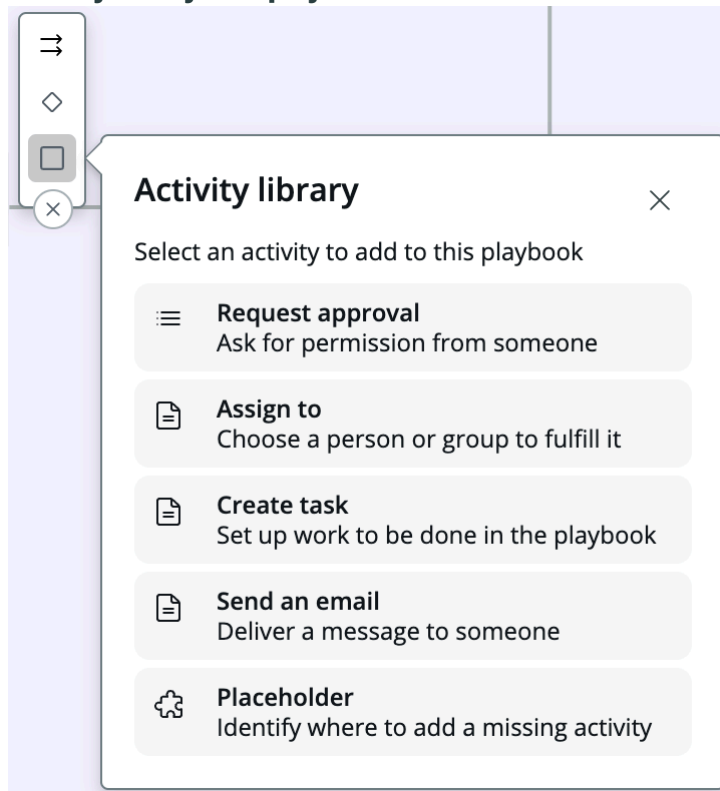 Activity library
Select an activity to add to this playbook
Request approval
Ask for permission from someone
Assign to
Choose a person or group to fulfill it
Create task
Set up work to be done in the playbook
Send an email
Deliver a message to someone
Placeholder
Identify where to add a missing activity